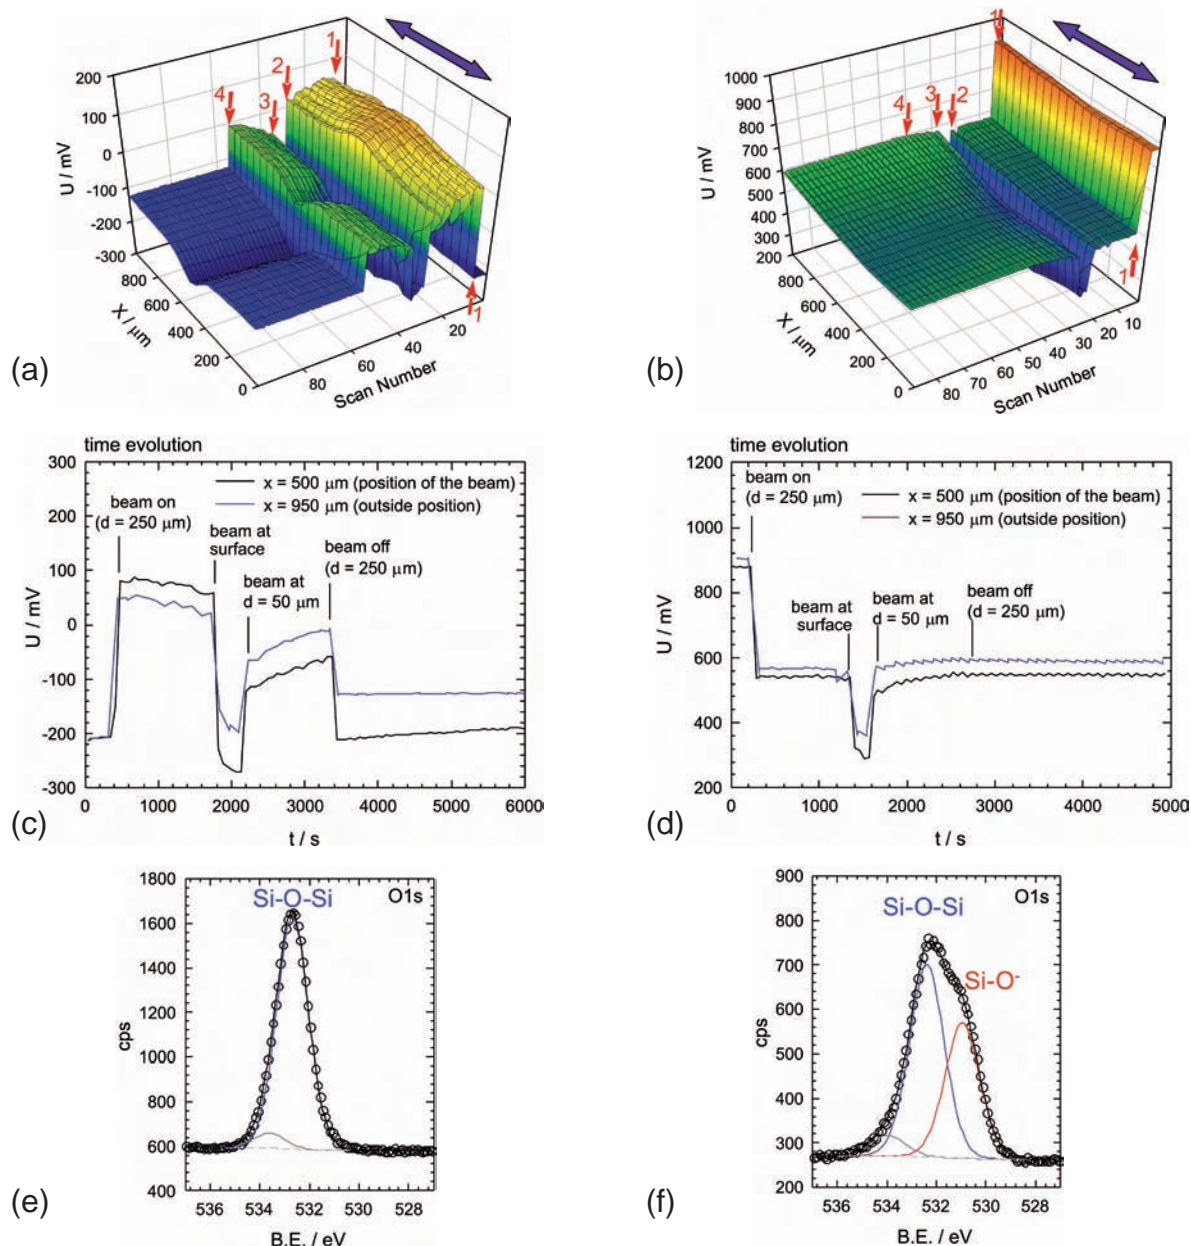 (a)
U / mV
200
100
0
-100
-200
-300
X / μm
800
600
400
200
0
80
60
40
20
Scan Number
1
2
3
4
1
(b)
U / mV
1000
900
800
700
600
500
400
300
200
X / μm
800
600
400
200
0
80
70
60
50
40
30
20
10
Scan Number
1
2
3
4
1
(c)
time evolution
300
200
100
0
-100
-200
-300
U / mV
x = 500 μm (position of the beam)
x = 950 μm (outside position)
beam on
(d = 250 μm)
beam at
surface
beam at
d = 50 μm
beam off
(d = 250 μm)
0
1000
2000
3000
4000
5000
6000
t / s
(d)
time evolution
1200
1000
800
600
400
200
U / mV
beam on
(d = 250 μm)
x = 500 μm (position of the beam)
x = 950 μm (outside position)
beam at
surface
beam at
d = 50 μm
beam off
(d = 250 μm)
0
1000
2000
3000
4000
5000
t / s
(e)
1800
1600
1400
1200
1000
800
600
400
cps
Si-O-Si
O1s
536
534
532
530
528
B.E. / eV
(f)
900
800
700
600
500
400
300
200
cps
Si-O-Si
O1s
Si-O⁻
536
534
532
530
528
B.E. / eV